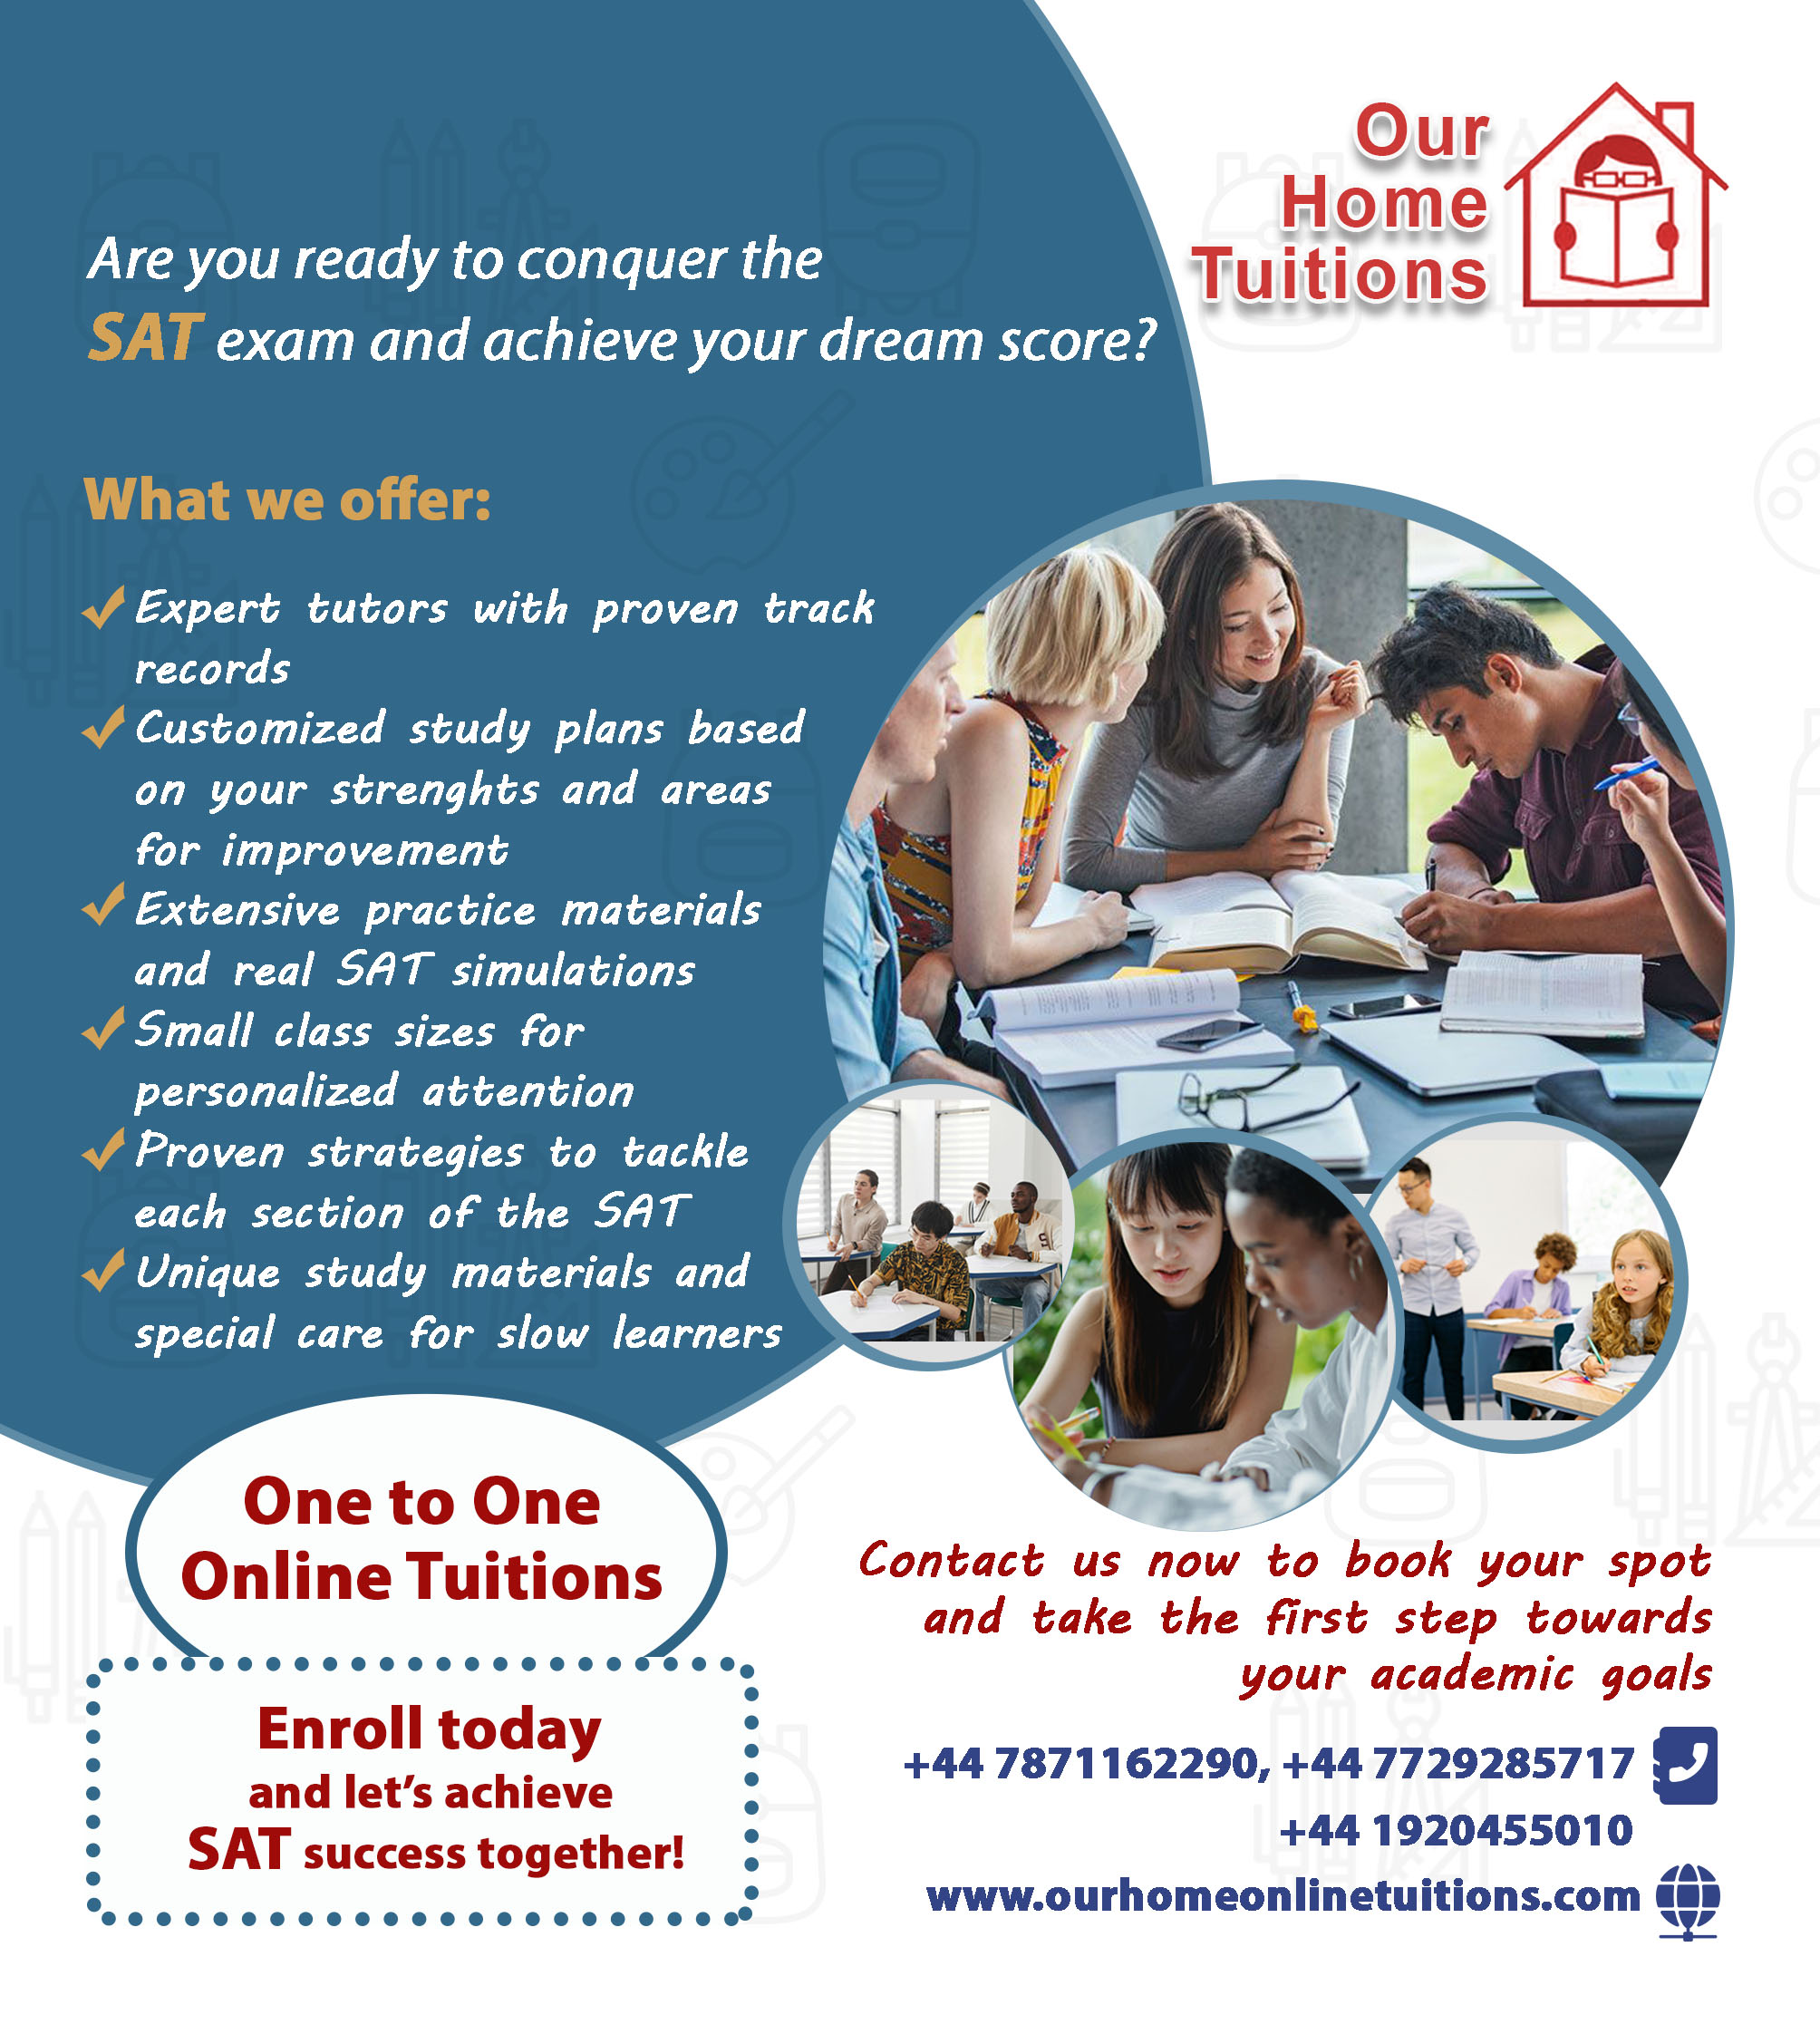 Our
Home
Tuitions
Are you ready to conquer the
SAT exam and achieve your dream score?
What we offer:
Expert tutors with proven track
records
Customized study plans based
on your strenghts and areas
for improvement
Extensive practice materials
and real SAT simulations
Small class sizes for
personalized attention
Proven strategies to tackle
each section of the SAT
Unique study materials and
special care for slow learners
One to One
Online Tuitions
Enroll today
and let's achieve
SAT success together!
Contact us now to book your spot
and take the first step towards
your academic goals
+44 7871162290, +44 7729285717
+44 1920455010
www.ourhomeonlinetuitions.com